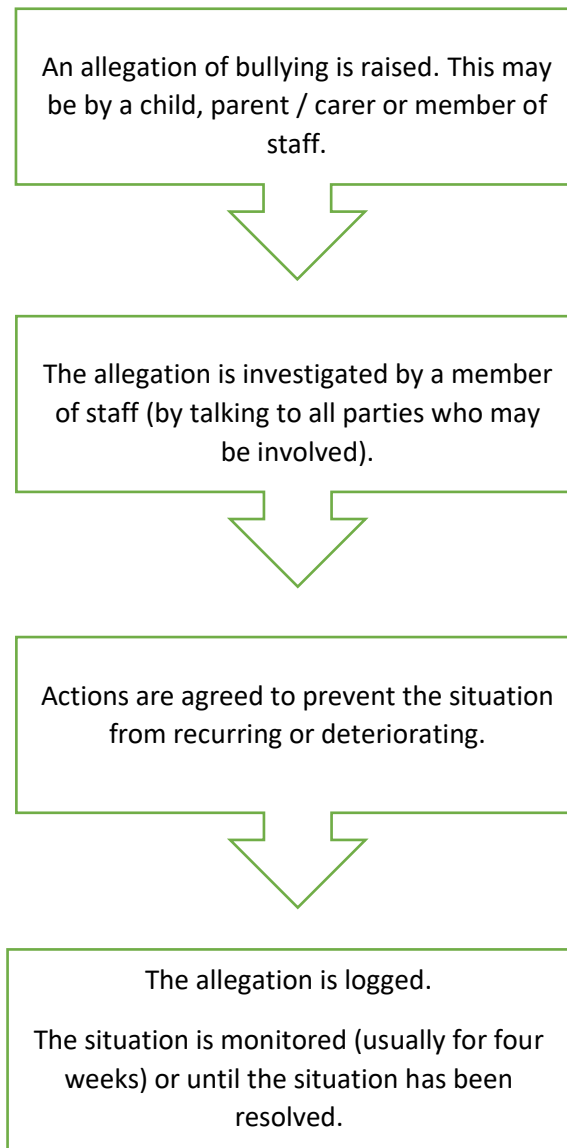 An allegation of bullying is raised. This may
be by a child, parent / carer or member of
staff.
The allegation is investigated by a member
of staff (by talking to all parties who may
be involved).
Actions are agreed to prevent the situation
from recurring or deteriorating.
The allegation is logged.
The situation is monitored (usually for four
weeks) or until the situation has been
resolved.